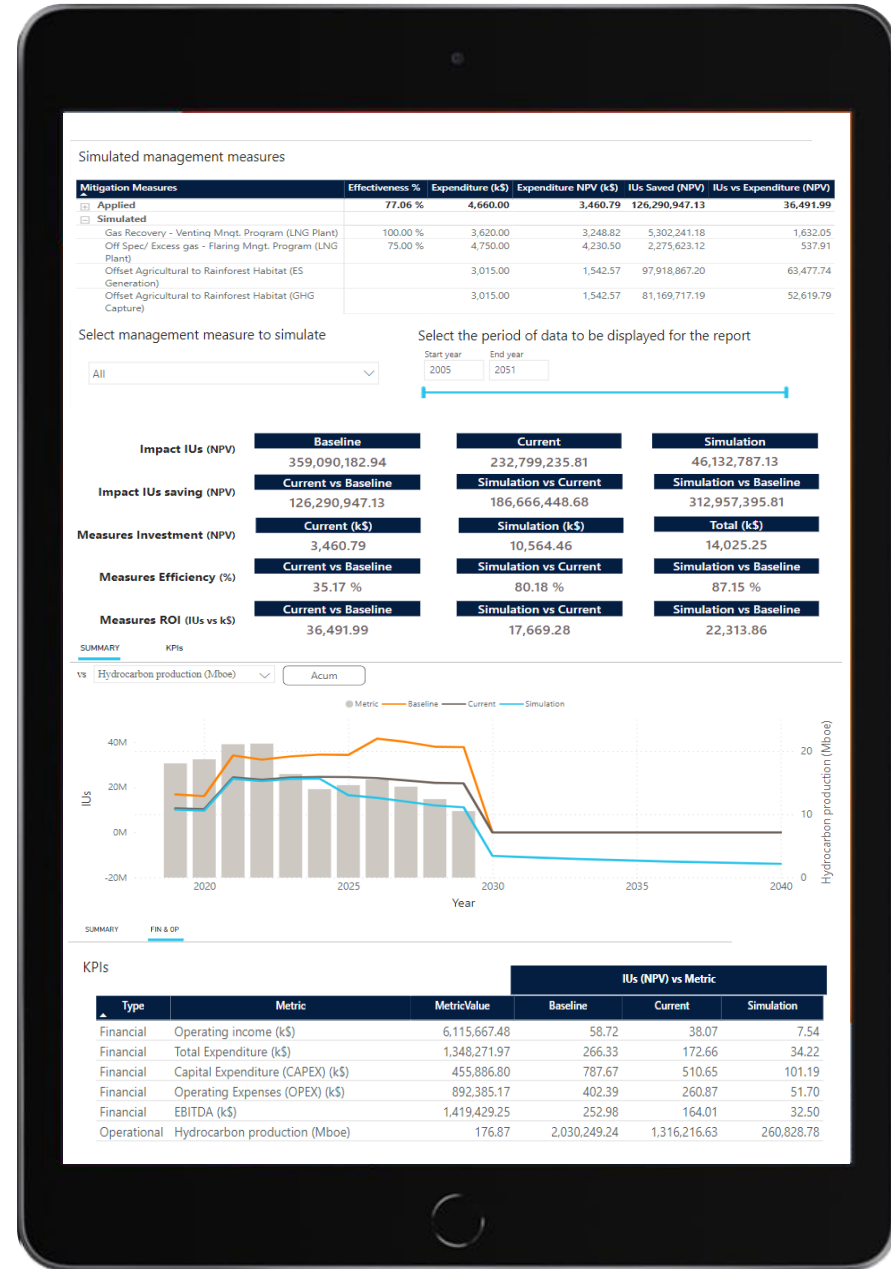 Simulated management measures
Mitigation Measures Effectiveness % Expenditure (k$) Expenditure NPV (k$) IUs Saved (NPV) IUs vs Expenditure (NPV)
Applied 77.06 % 4,660.00 3,460.79 126,290,947.13 36,491.99
Simulated
Gas Recovery - Venting Mngt. Program (LNG Plant) 100.00 % 3,620.00 3,248.82 5,302,241.18 1,632.05
Off Spec/ Excess gas - Flaring Mngt. Program (LNG 75.00 % 4,750.00 4,230.50 2,275,623.12 537.91
Plant)
Offset Agricultural to Rainforest Habitat (ES 3,015.00 1,542.57 97,918,867.20 63,477.74
Generation)
Offset Agricultural to Rainforest Habitat (GHG 3,015.00 1,542.57 81,169,717.19 52,619.79
Capture)
Select management measure to simulate Select the period of data to be displayed for the report
Start year End year
All 2005 2051
Baseline Current Simulation
Impact IUs (NPV) 359,090,182.94 232,799,235.81 46,132,787.13
Current vs Baseline Simulation vs Current Simulation vs Baseline
Impact IUs saving (NPV) 126,290,947.13 186,666,448.68 312,957,395.81
Current (k$) Simulation (k$) Total (k$)
Measures Investment (NPV) 3,460.79 10,564.46 14,025.25
Current vs Baseline Simulation vs Current Simulation vs Baseline
Measures Efficiency (%) 35.17 % 80.18 % 87.15 %
Current vs Baseline Simulation vs Current Simulation vs Baseline
Measures ROI (IUs vs k$) 36,491.99 17,669.28 22,313.86
SUMMARY KPIs
vs Hydrocarbon production (Mboe) Acum
Metric Baseline Current Simulation
40M 20
20M
0M 10
-20M 0
IUs
Hydrocarbon production (Mboe)
2020 2025 2030 2035 2040
Year
SUMMARY FIN & OP
KPIs
IUs (NPV) vs Metric
Type Metric MetricValue Baseline Current Simulation
Financial Operating income (k$) 6,115,667.48 58.72 38.07 7.54
Financial Total Expenditure (k$) 1,348,271.97 266.33 172.66 34.22
Financial Capital Expenditure (CAPEX) (k$) 455,886.80 787.67 510.65 101.19
Financial Operating Expenses (OPEX) (k$) 892,385.17 402.39 260.87 51.70
Financial EBITDA (k$) 1,419,429.25 252.98 164.01 32.50
Operational Hydrocarbon production (Mboe) 176.87 2,030,249.24 1,316,216.63 260,828.78